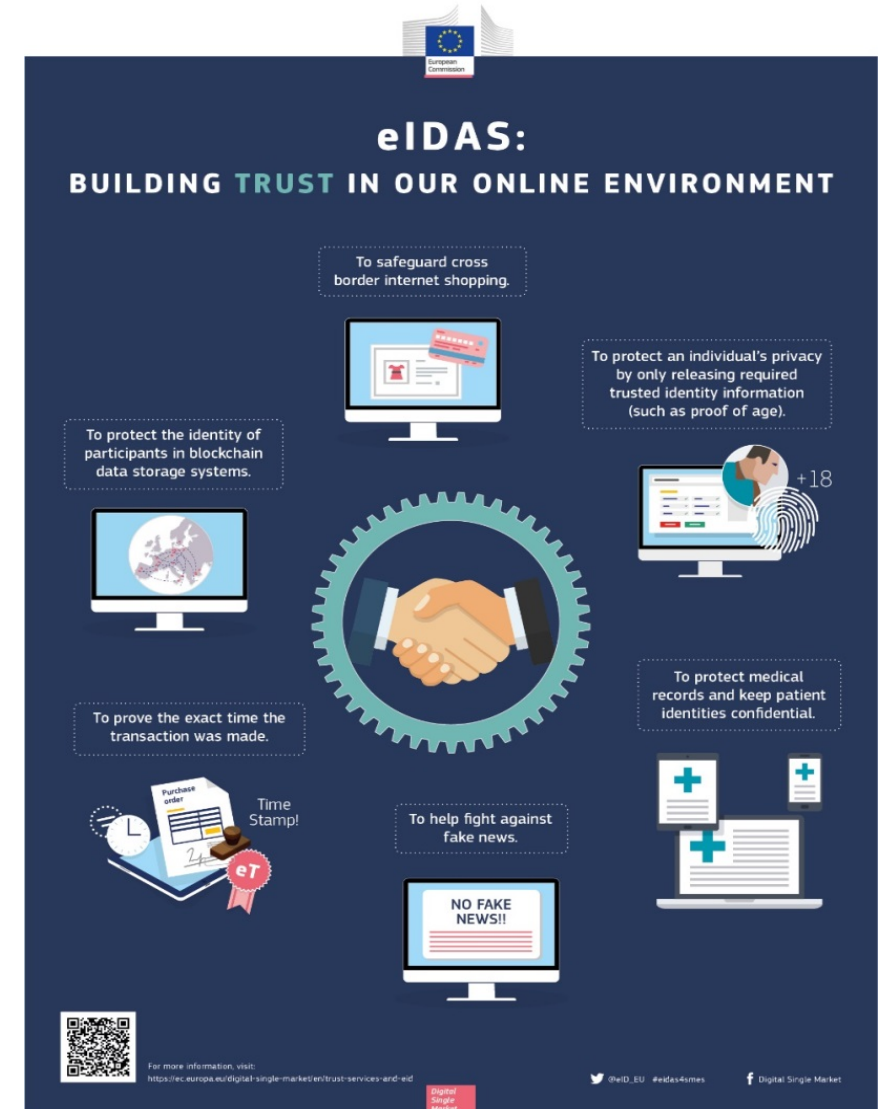 European
Commission
eIDAS:
BUILDING TRUST IN OUR ONLINE ENVIRONMENT
To safeguard cross
border internet shopping.
To protect an individual's privacy
by only releasing required
trusted identity information
(such as proof of age).
+18
To protect the identity of
participants in blockchain
data storage systems.
To protect medical
records and keep patient
identities confidential.
To prove the exact time the
transaction was made.
Purchase
order
Time
Stamp!
eT
To help fight against
fake news.
NO FAKE
NEWS!!
For more information, visit:
https://ec.europa.eu/digital-single-market/en/trust-services-and-eid
@eID_EU #eidas4smes
Digital Single Market
Digital
Single
Market